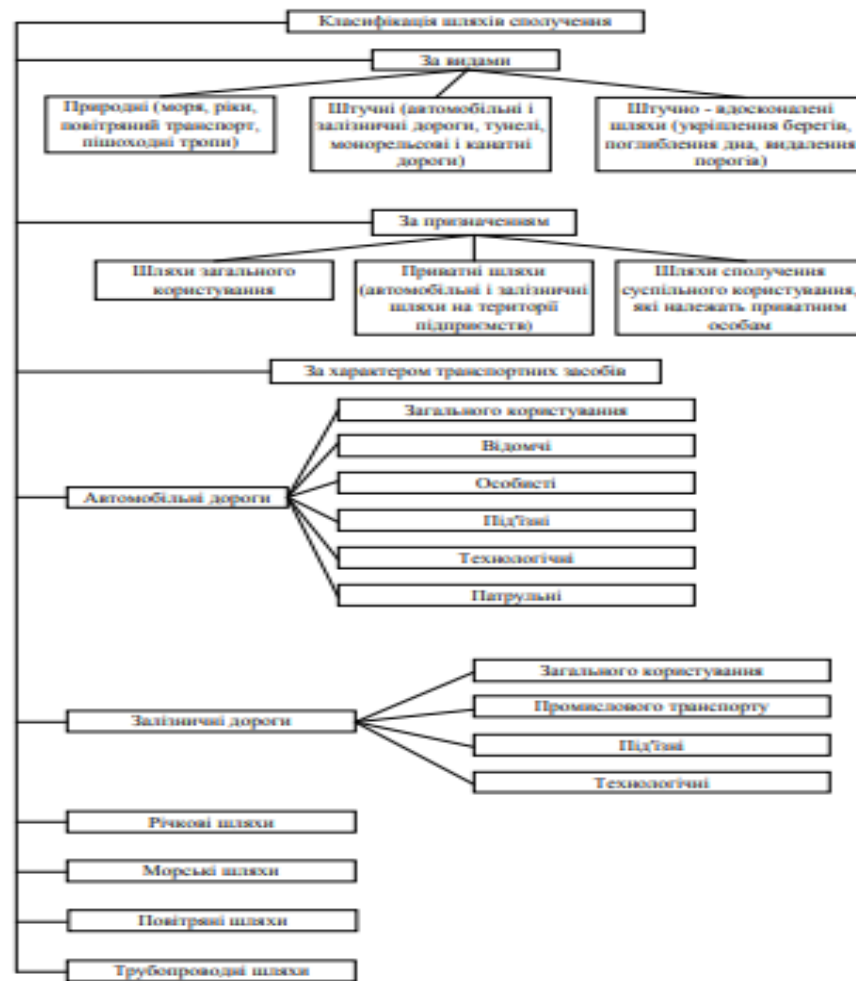 Класифікація шляхів сполучення
За видами
Природні (моря, ріки,
повітряний транспорт,
пішоходні тропи)
Штучні (автомобільні і
залізничні дороги, тунелі,
монорельсові і канатні
дороги)
Штучно - вдосконалені
шляхи (укріплення берегів,
поглиблення дна, видалення
порогів)
За призначенням
Шляхи загального
користування
Приватні шляхи
(автомобільні і залізничні
шляхи на території
підприємств)
Шляхи сполучення
суспільного користування,
які належать приватним
особам
За характером транспортних засобів
Автомобільні дороги
Загального користування
Відомчі
Особисті
Під'їзні
Технологічні
Патрульні
Залізничні дороги
Загального користування
Промислового транспорту
Під'їзні
Технологічні
Річкові шляхи
Морські шляхи
Повітряні шляхи
Трубопроводні шляхи